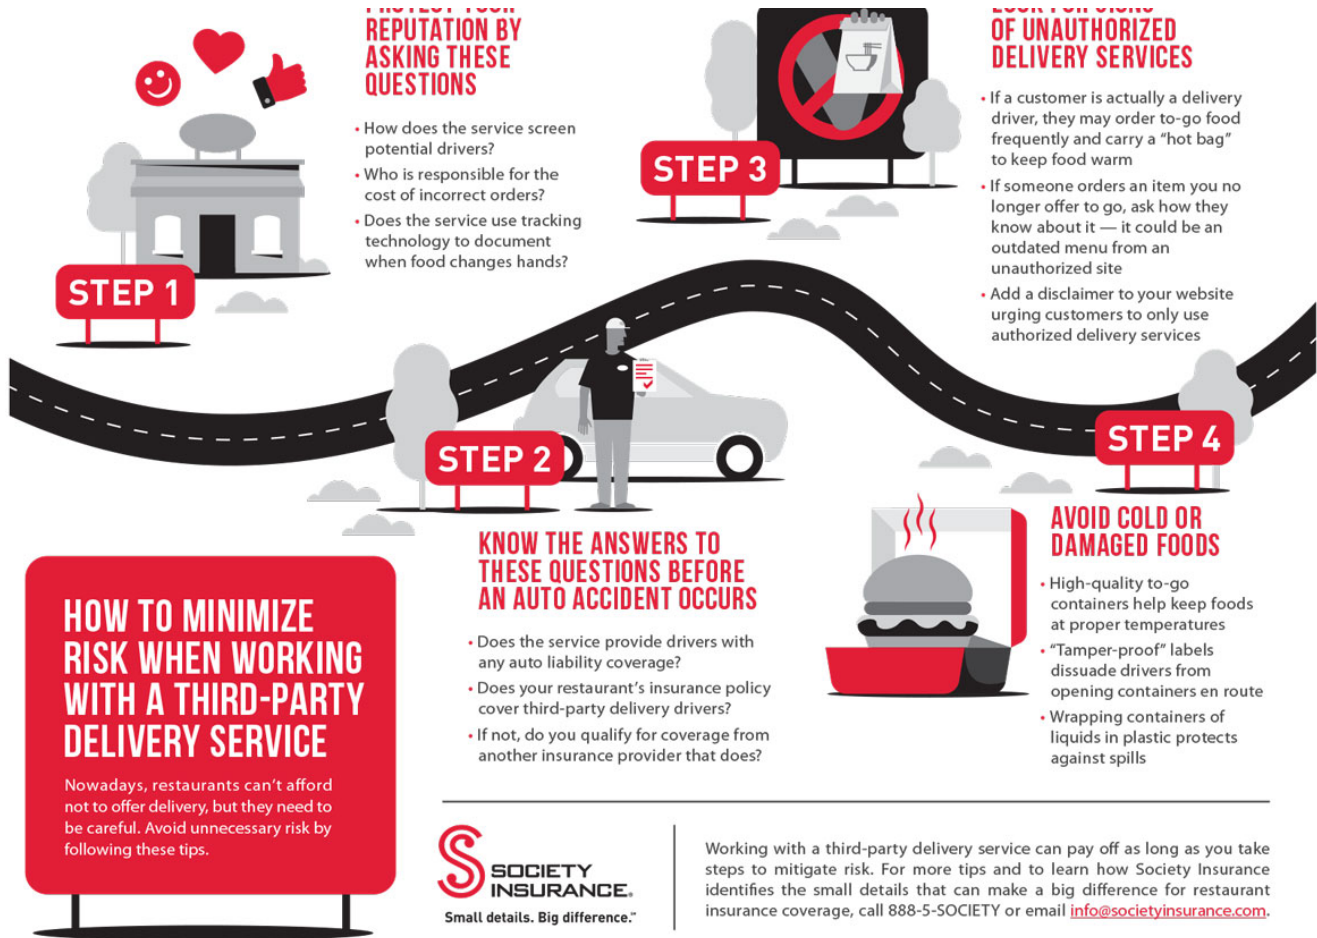 REPUTATION BY
ASKING THESE
QUESTIONS
• How does the service screen
potential drivers?
• Who is responsible for the
cost of incorrect orders?
• Does the service use tracking
technology to document
when food changes hands?
STEP 1
STEP 3
OF UNAUTHORIZED
DELIVERY SERVICES
• If a customer is actually a delivery
driver, they may order to-go food
frequently and carry a “hot bag”
to keep food warm
• If someone orders an item you no
longer offer to go, ask how they
know about it — it could be an
outdated menu from an
unauthorized site
• Add a disclaimer to your website
urging customers to only use
authorized delivery services
STEP 2
KNOW THE ANSWERS TO
THESE QUESTIONS BEFORE
AN AUTO ACCIDENT OCCURS
• Does the service provide drivers with
any auto liability coverage?
• Does your restaurant’s insurance policy
cover third-party delivery drivers?
• If not, do you qualify for coverage from
another insurance provider that does?
STEP 4
AVOID COLD OR
DAMAGED FOODS
• High-quality to-go
containers help keep foods
at proper temperatures
• “Tamper-proof” labels
dissuade drivers from
opening containers en route
• Wrapping containers of
liquids in plastic protects
against spills
HOW TO MINIMIZE
RISK WHEN WORKING
WITH A THIRD-PARTY
DELIVERY SERVICE
Nowadays, restaurants can’t afford
not to offer delivery, but they need to
be careful. Avoid unnecessary risk by
following these tips.
SOCIETY
INSURANCE®
Small details. Big difference.℠
Working with a third-party delivery service can pay off as long as you take
steps to mitigate risk. For more tips and to learn how Society Insurance
identifies the small details that can make a big difference for restaurant
insurance coverage, call 888-5-SOCIETY or email info@societyinsurance.com.